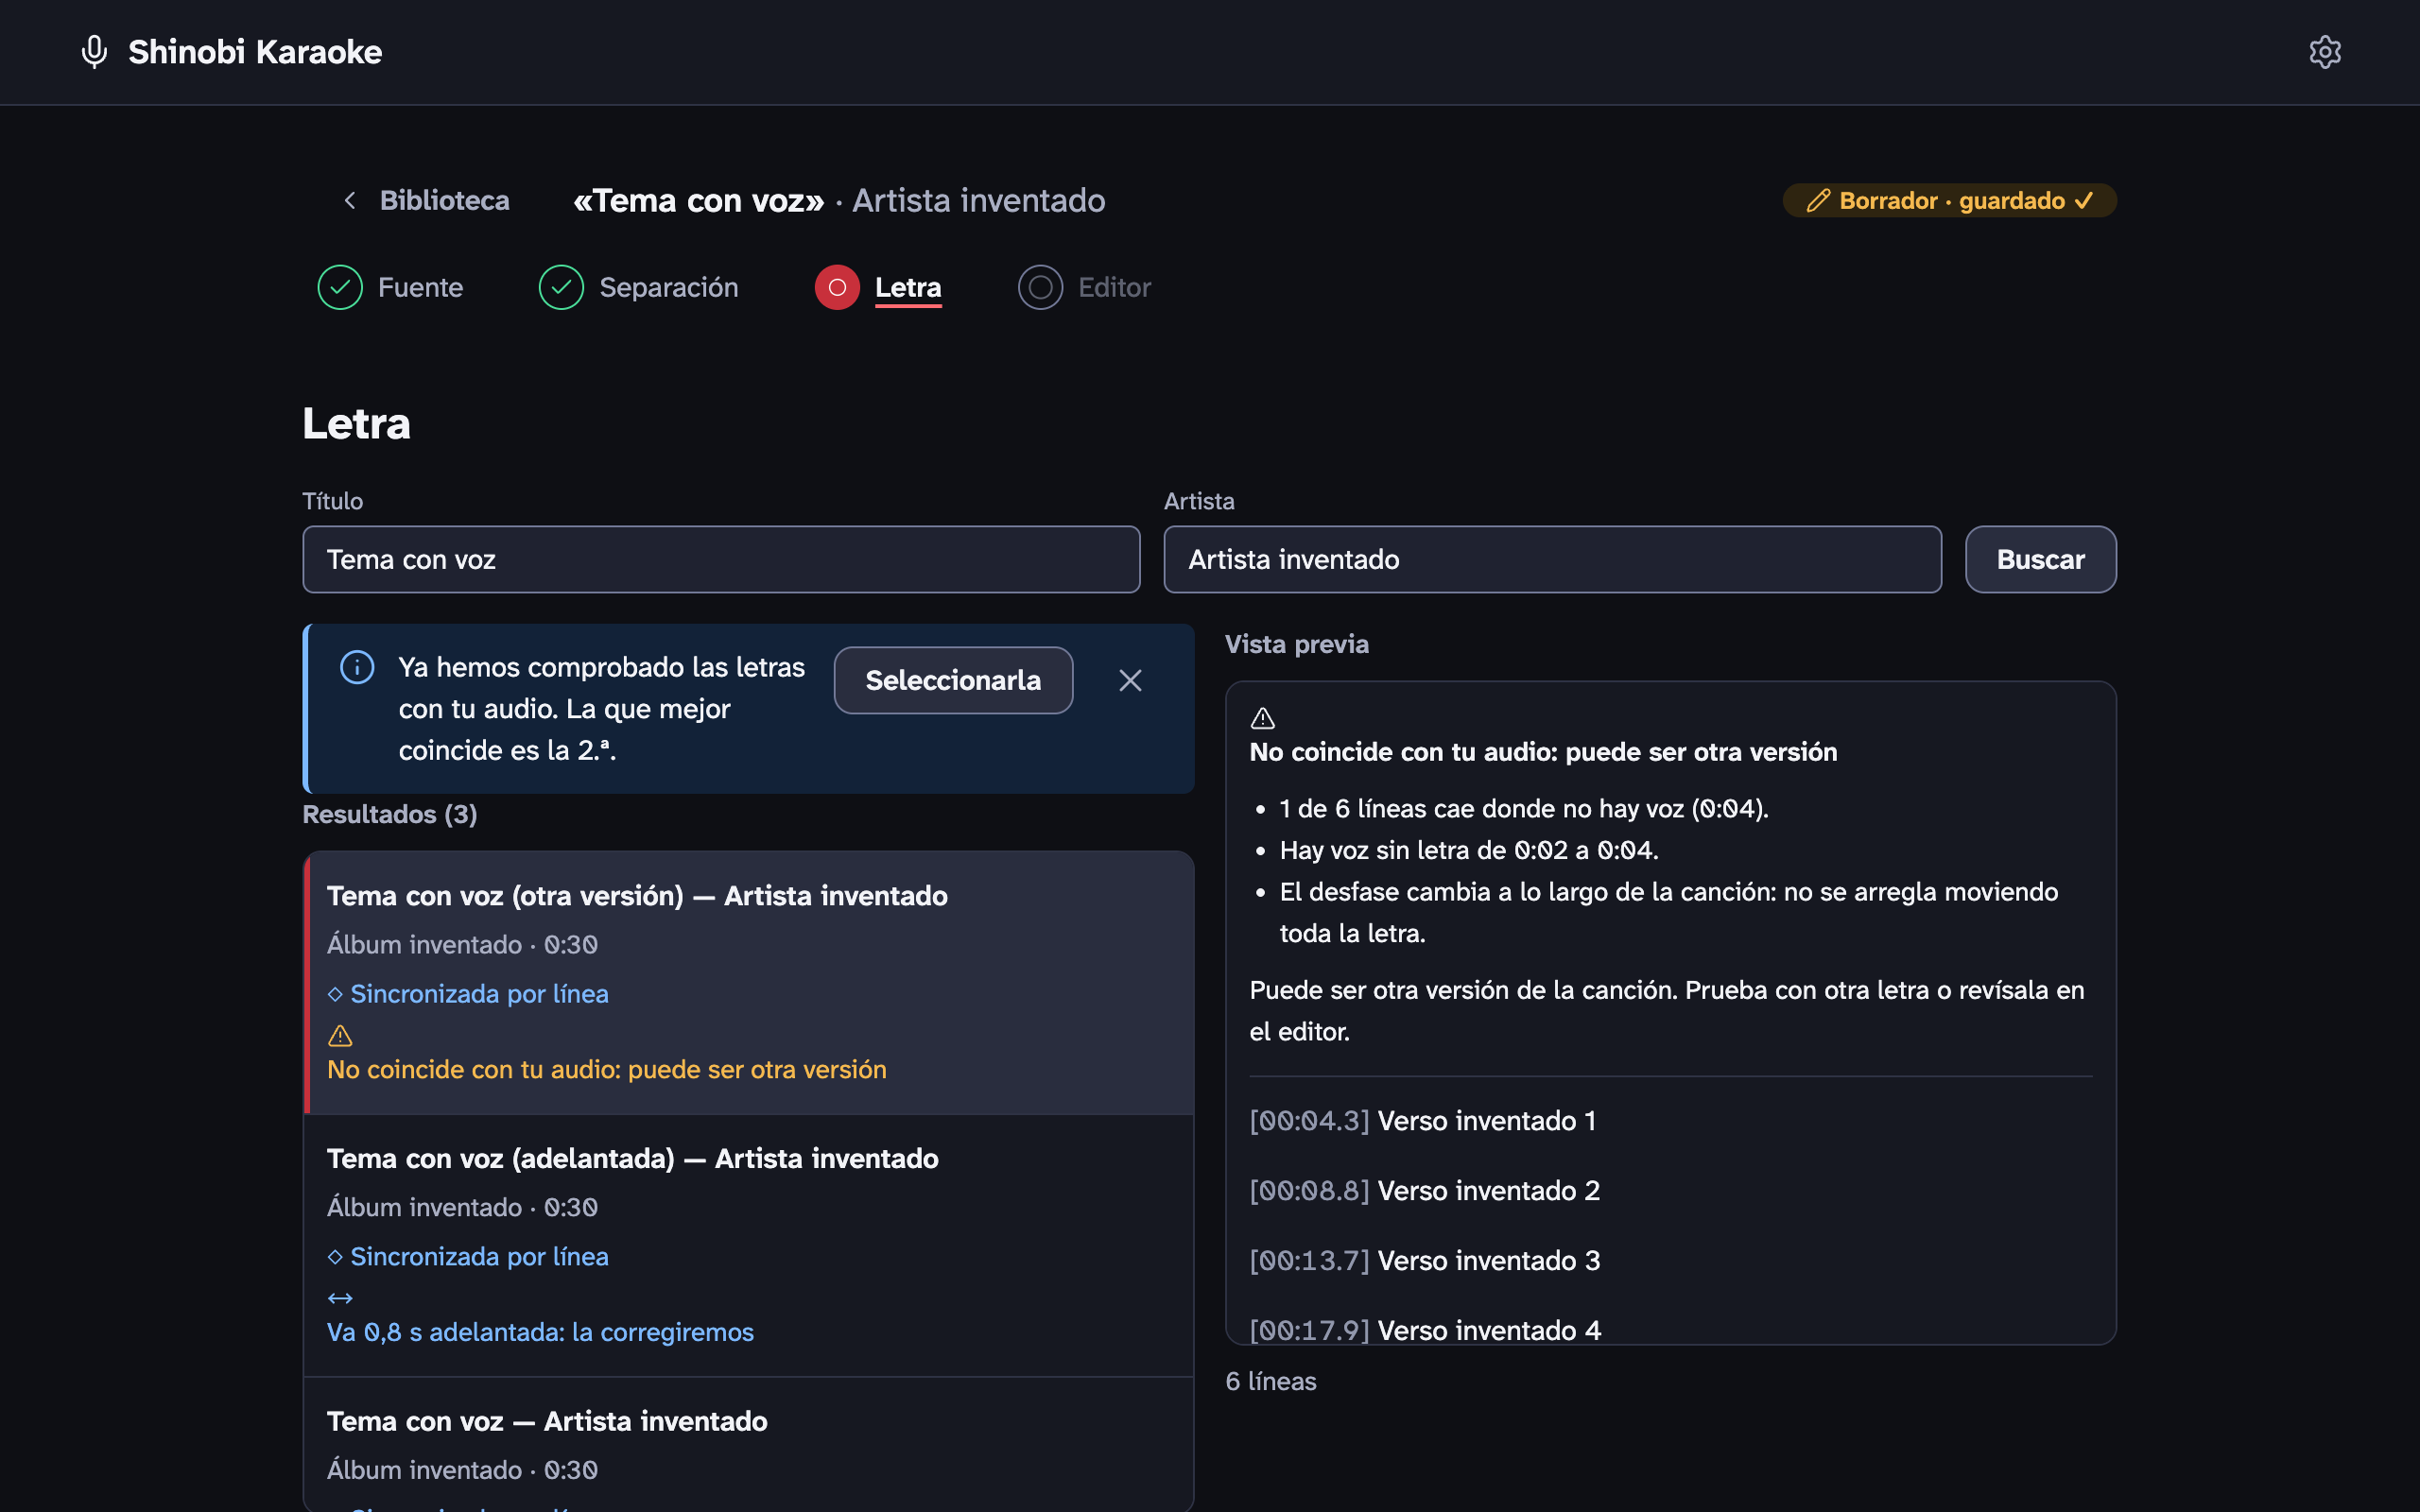 Shinobi Karaoke
Biblioteca
«Tema con voz» · Artista inventado
Borrador · guardado ✓
Fuente
Separación
Letra
Editor
Letra
Título
Artista
Tema con voz
Artista inventado
Buscar
Ya hemos comprobado las letras
con tu audio. La que mejor
coincide es la 2.ª.
Seleccionarla
Resultados (3)
Tema con voz (otra versión) — Artista inventado
Álbum inventado · 0:30
◇ Sincronizada por línea
No coincide con tu audio: puede ser otra versión
Tema con voz (adelantada) — Artista inventado
Álbum inventado · 0:30
◇ Sincronizada por línea
↔
Va 0,8 s adelantada: la corregiremos
Tema con voz — Artista inventado
Álbum inventado · 0:30
Vista previa
No coincide con tu audio: puede ser otra versión
• 1 de 6 líneas cae donde no hay voz (0:04).
• Hay voz sin letra de 0:02 a 0:04.
• El desfase cambia a lo largo de la canción: no se arregla moviendo
toda la letra.
Puede ser otra versión de la canción. Prueba con otra letra o revísala en
el editor.
[00:04.3] Verso inventado 1
[00:08.8] Verso inventado 2
[00:13.7] Verso inventado 3
[00:17.9] Verso inventado 4
6 líneas